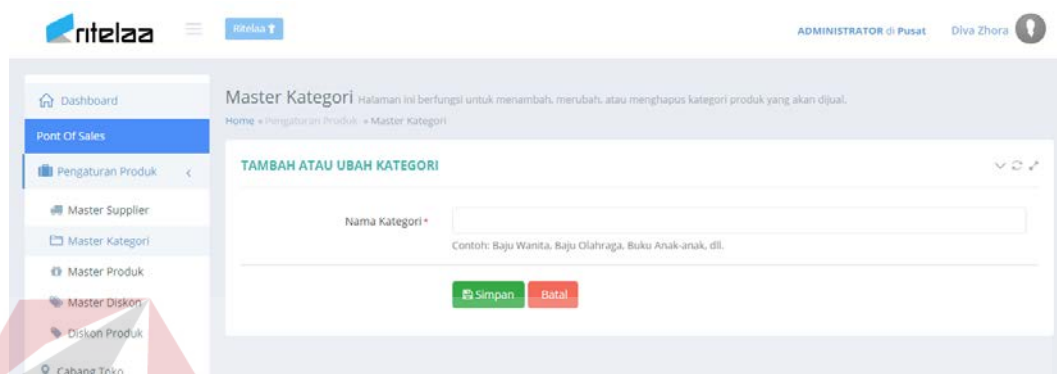 ritelaa
Ritelaa
ADMINISTRATOR di Pusat
Diva Zhora
Dashboard
Pont Of Sales
Pengaturan Produk
Master Supplier
Master Kategori
Master Produk
Master Diskon
Diskon Produk
Cabang Toko
Master Kategori Halaman ini berfungsi untuk menambah, merubah, atau menghapus kategori produk yang akan dijual.
Home » Pengaturan Produk » Master Kategori
TAMBAH ATAU UBAH KATEGORI
Nama Kategori *
Contoh: Baju Wanita, Baju Olahraga, Buku Anak-anak, dll.
Simpan
Batal